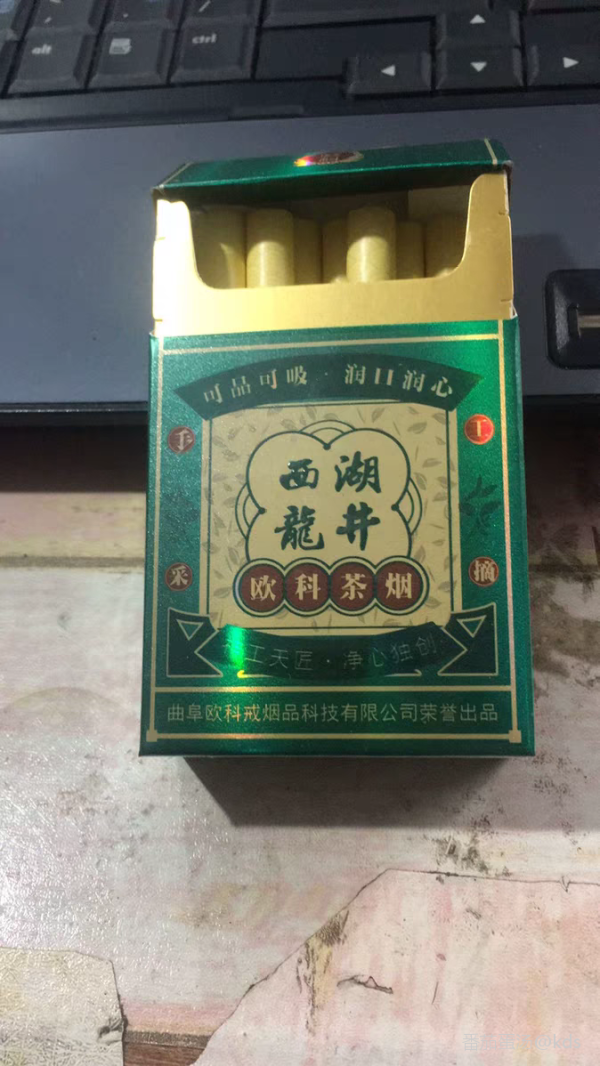 alt
ctrl
可品可吸·润口润心
手 工
西湖
龍井
采 摘
欧科茶烟
工天匠·净心独创
曲阜欧科戒烟品科技有限公司荣誉出品